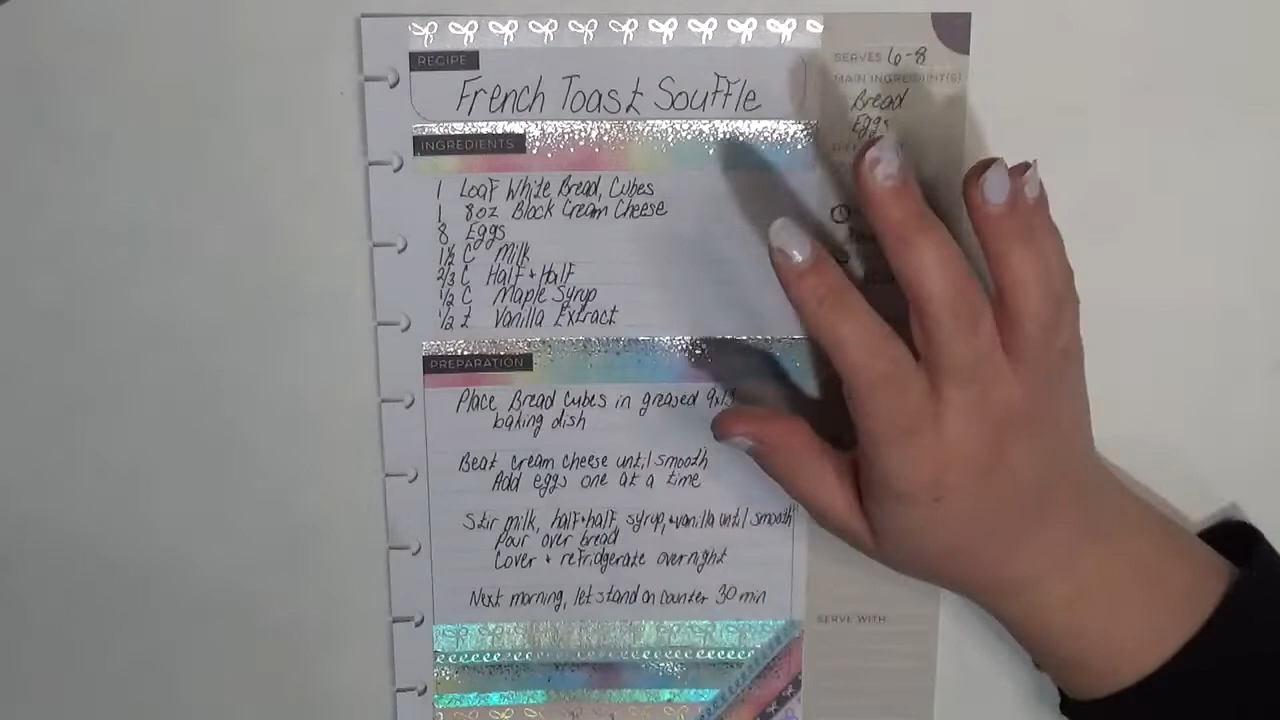 RECIPE
French Toast Souffle
INGREDIENTS
1 Loaf White Bread, Cubes
1 8oz Block Cream Cheese
8 Eggs
1½ C Milk
2/3 C Half + Half
1/2 C Maple Syrup
1/2 t Vanilla Extract
PREPARATION
Place Bread Cubes in greased 9x13
baking dish
Beat cream cheese until smooth
Add eggs one at a time
Stir milk, half+half, syrup, +vanilla until smooth
Pour over bread
Cover + refridgerate overnight
Next morning, let stand on counter 30 min
SERVES 6-8
MAIN INGREDIENT(S)
Bread
Eggs
SERVE WITH